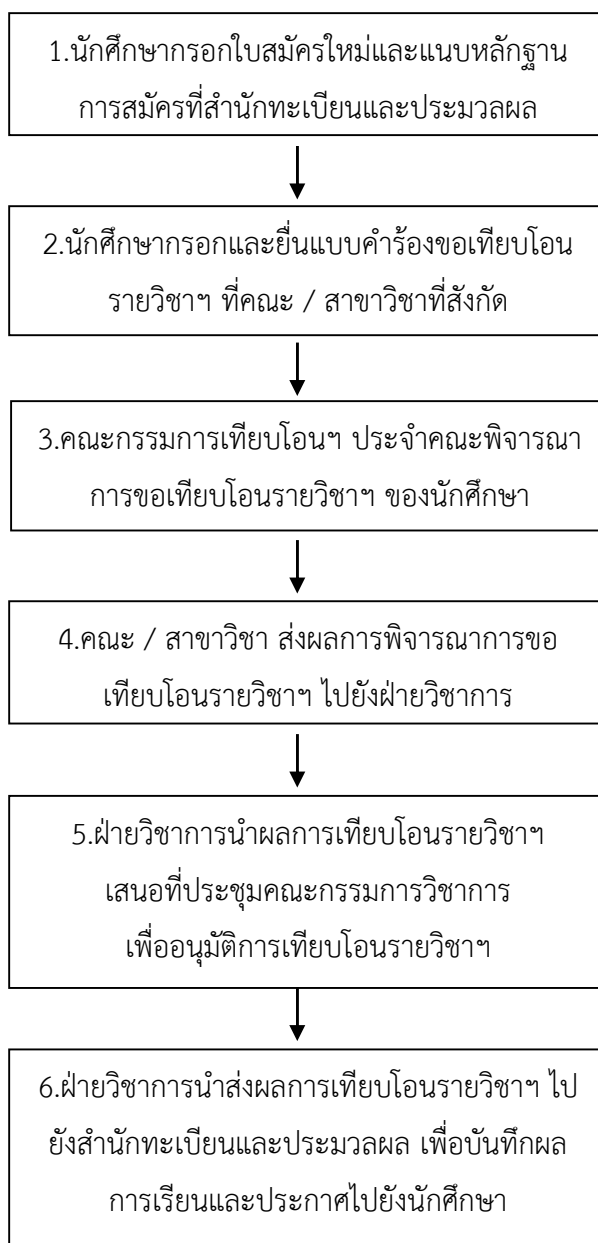 1.นักศึกษากรอกใบสมัครใหม่และแนบหลักฐาน
การสมัครที่สำนักทะเบียนและประมวลผล
2.นักศึกษากรอกและยื่นแบบคำร้องขอเทียบโอน
รายวิชาฯ ที่คณะ / สาขาวิชาที่สังกัด
3.คณะกรรมการเทียบโอนฯ ประจำคณะพิจารณา
การขอเทียบโอนรายวิชาฯ ของนักศึกษา
4.คณะ / สาขาวิชา ส่งผลการพิจารณาการขอ
เทียบโอนรายวิชาฯ ไปยังฝ่ายวิชาการ
5.ฝ่ายวิชาการนำผลการเทียบโอนรายวิชาฯ
เสนอที่ประชุมคณะกรรมการวิชาการ
เพื่ออนุมัติการเทียบโอนรายวิชาฯ
6.ฝ่ายวิชาการนำส่งผลการเทียบโอนรายวิชาฯ ไป
ยังสำนักทะเบียนและประมวลผล เพื่อบันทึกผล
การเรียนและประกาศไปยังนักศึกษา